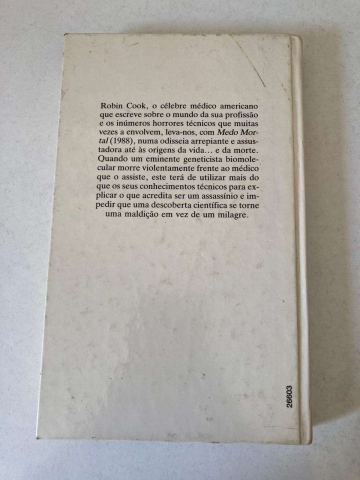 Robin Cook, o célebre médico americano
que escreve sobre o mundo da sua profissão
e os inúmeros horrores técnicos que muitas
vezes a envolvem, leva-nos, com Medo Mor-
tal (1988), numa odisseia arrepiante e assus-
tadora até às origens da vida... e da morte.
Quando um eminente geneticista biomole-
cular morre violentamente frente ao médico
que o assiste, este terá de utilizar mais do
que os seus conhecimentos técnicos para ex-
plicar o que acredita ser um assassínio e im-
pedir que uma descoberta científica se torne
uma maldição em vez de um milagre.
26603